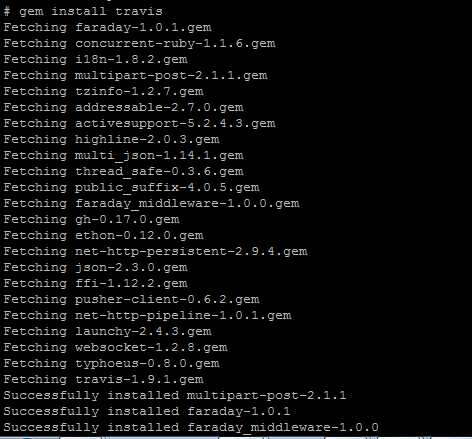 # gem install travis
Fetching faraday-1.0.1.gem
Fetching concurrent-ruby-1.1.6.gem
Fetching i18n-1.8.2.gem
Fetching multipart-post-2.1.1.gem
Fetching tzinfo-1.2.7.gem
Fetching addressable-2.7.0.gem
Fetching activesupport-5.2.4.3.gem
Fetching highline-2.0.3.gem
Fetching multi_json-1.14.1.gem
Fetching thread_safe-0.3.6.gem
Fetching public_suffix-4.0.5.gem
Fetching faraday_middleware-1.0.0.gem
Fetching gh-0.17.0.gem
Fetching ethon-0.12.0.gem
Fetching net-http-persistent-2.9.4.gem
Fetching json-2.3.0.gem
Fetching ffi-1.12.2.gem
Fetching pusher-client-0.6.2.gem
Fetching net-http-pipeline-1.0.1.gem
Fetching launchy-2.4.3.gem
Fetching websocket-1.2.8.gem
Fetching typhoeus-0.8.0.gem
Fetching travis-1.9.1.gem
Successfully installed multipart-post-2.1.1
Successfully installed faraday-1.0.1
Successfully installed faraday_middleware-1.0.0